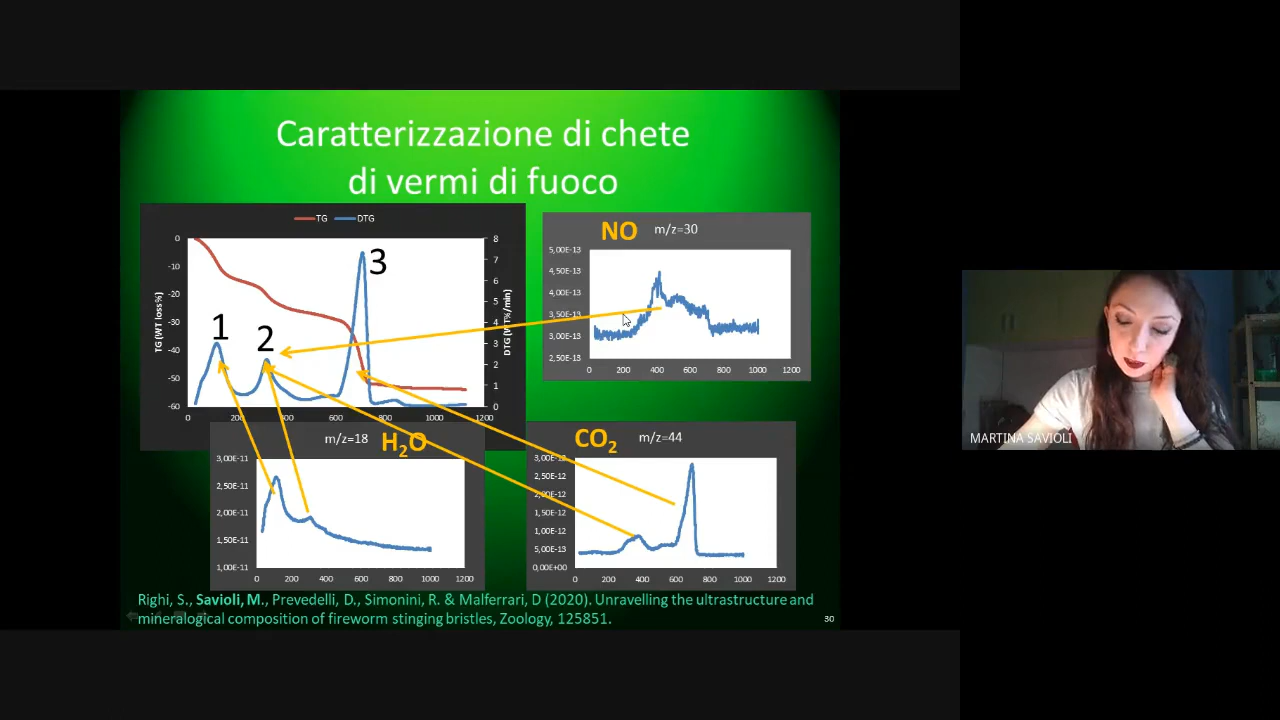 Caratterizzazione di chete
di vermi di fuoco
TG DTG
TG (WT loss%)
0
-10
-20
-30
-40
-50
-60
8
7
6
5
4
3
2
1
0
0 200 400 600 800 1000 1200
1
2
3
NO m/z=30
5,00E-13
4,50E-13
4,00E-13
3,50E-13
3,00E-13
2,50E-13
0 200 400 600 800 1000 1200
m/z=18 H₂O
3,00E-11
2,50E-11
2,00E-11
1,50E-11
1,00E-11
0 200 400 600 800 1000 1200
CO₂ m/z=44
2,50E-12
2,00E-12
1,50E-12
1,00E-12
5,00E-13
0,00E+00
0 200 400 600 800 1000 1200
Righi, S., Savioli, M., Prevedelli, D., Simonini, R. & Malferrari, D (2020). Unravelling the ultrastructure and
mineralogical composition of fireworm stinging bristles, Zoology, 125851.
30
MARTINA SAVIOLI